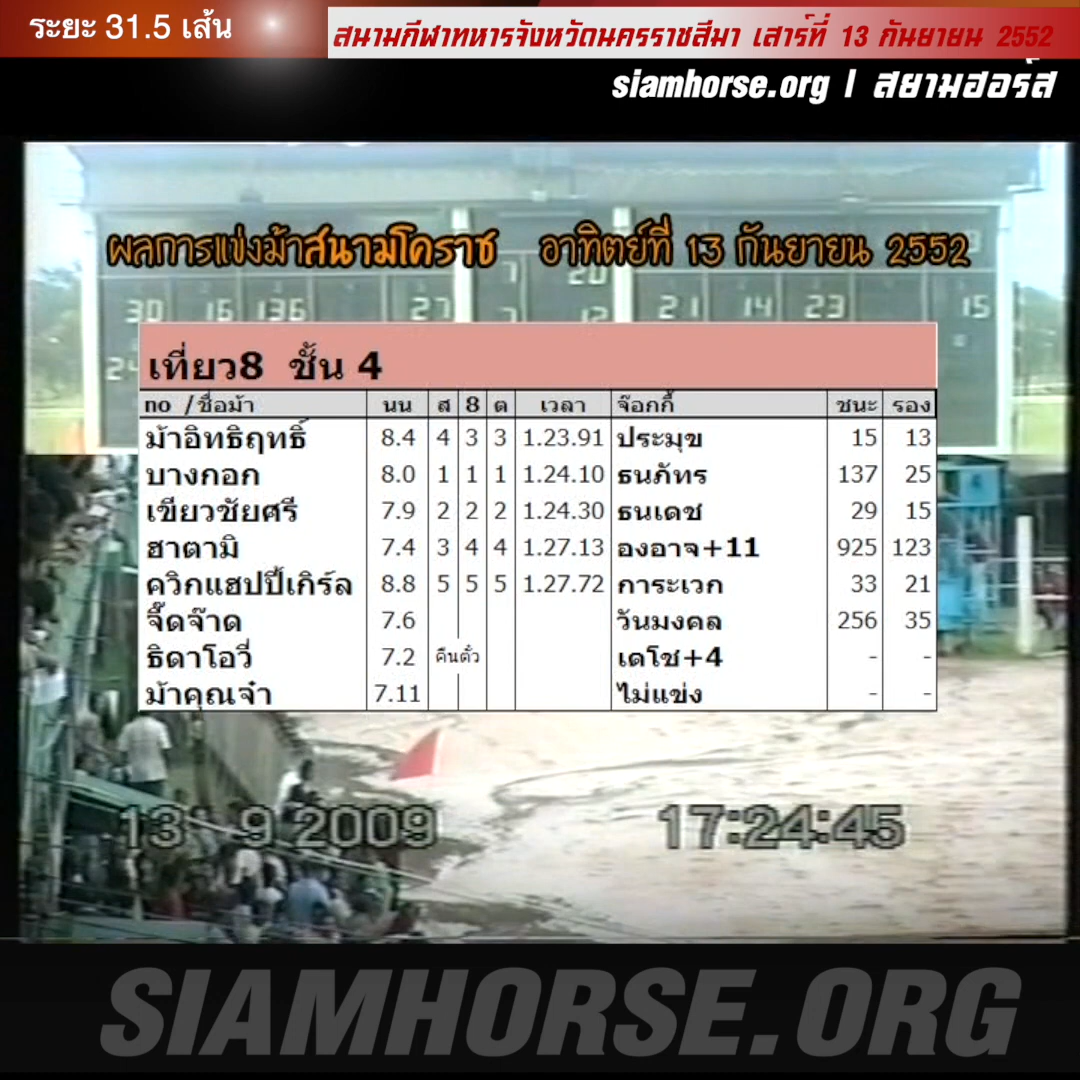 ระยะ 31.5 เส้น
สนามกีฬาทหารจังหวัดนครราชสีมา เสาร์ที่ 13 กันยายน 2552
siamhorse.org | สยามฮอร์ส
ผลการแข่งม้าสนามโคราช อาทิตย์ที่ 13 กันยายน 2552
7 20
30 16 136 27 7 12 21 14 23 15
เที่ยว8 ชั้น 4
no /ชื่อม้า นน ส 8 ต เวลา จ๊อกกี้ ชนะ รอง
ม้าอิทธิฤทธิ์ 8.4 4 3 3 1.23.91 ประมุข 15 13
บางกอก 8.0 1 1 1 1.24.10 ธนภัทร 137 25
เขียวชัยศรี 7.9 2 2 2 1.24.30 ธนเดช 29 15
ฮาตามิ 7.4 3 4 4 1.27.13 องอาจ+11 925 123
ควิกแฮปปี้เกิร์ล 8.8 5 5 5 1.27.72 การะเวก 33 21
จี๊ดจ๊าด 7.6 วันมงคล 256 35
ธิดาโอวี่ 7.2 คืนตั๋ว เดโช+4 - -
ม้าคุณจำ 7.11 ไม่แข่ง - -
13 9 2009 17:24:45
SIAMHORSE.ORG